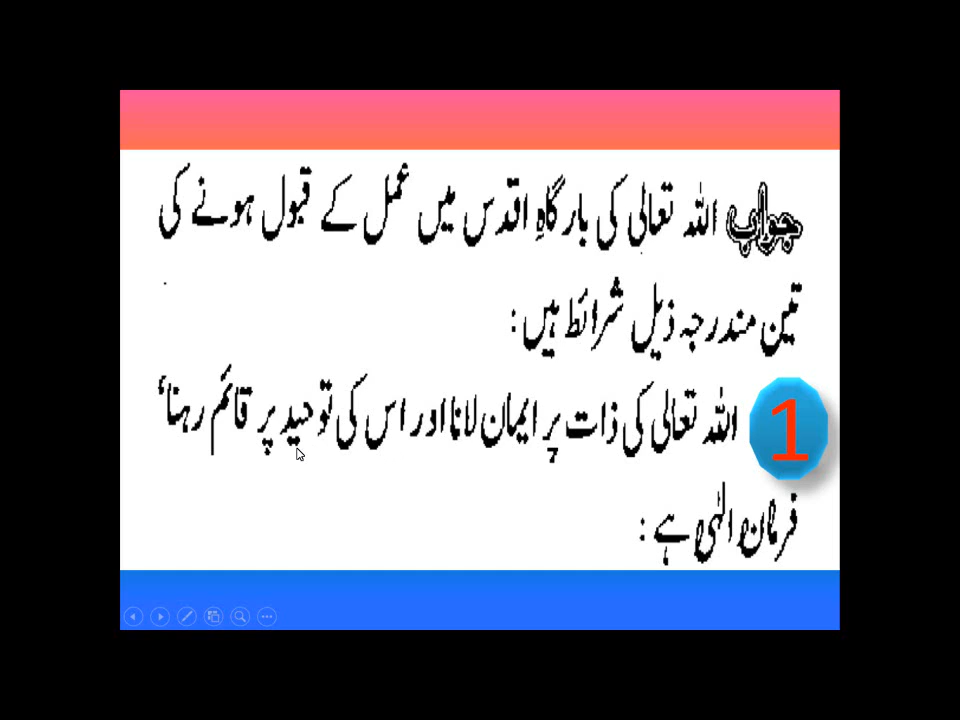 جواب اللہ تعالی کی بارگاہِ اقدس میں عمل کے قبول ہونے کی
تین مندرجہ ذیل شرائط ہیں :
1 اللہ تعالی کی ذات پر ایمان لانا اور اس کی توحید پر قائم رہنا‘
فرمان الٰہی ہے :